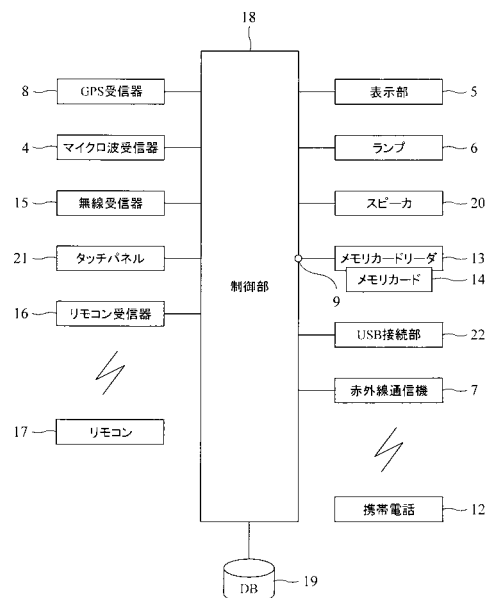 18
8 GPS受信器
4 マイクロ波受信器
15 無線受信器
21 タッチパネル
16 リモコン受信器
17 リモコン
制御部
表示部 5
ランプ 6
スピーカ 20
メモリカードリーダ 13
メモリカード 14
9
USB接続部 22
赤外線通信機 7
携帯電話 12
DB 19